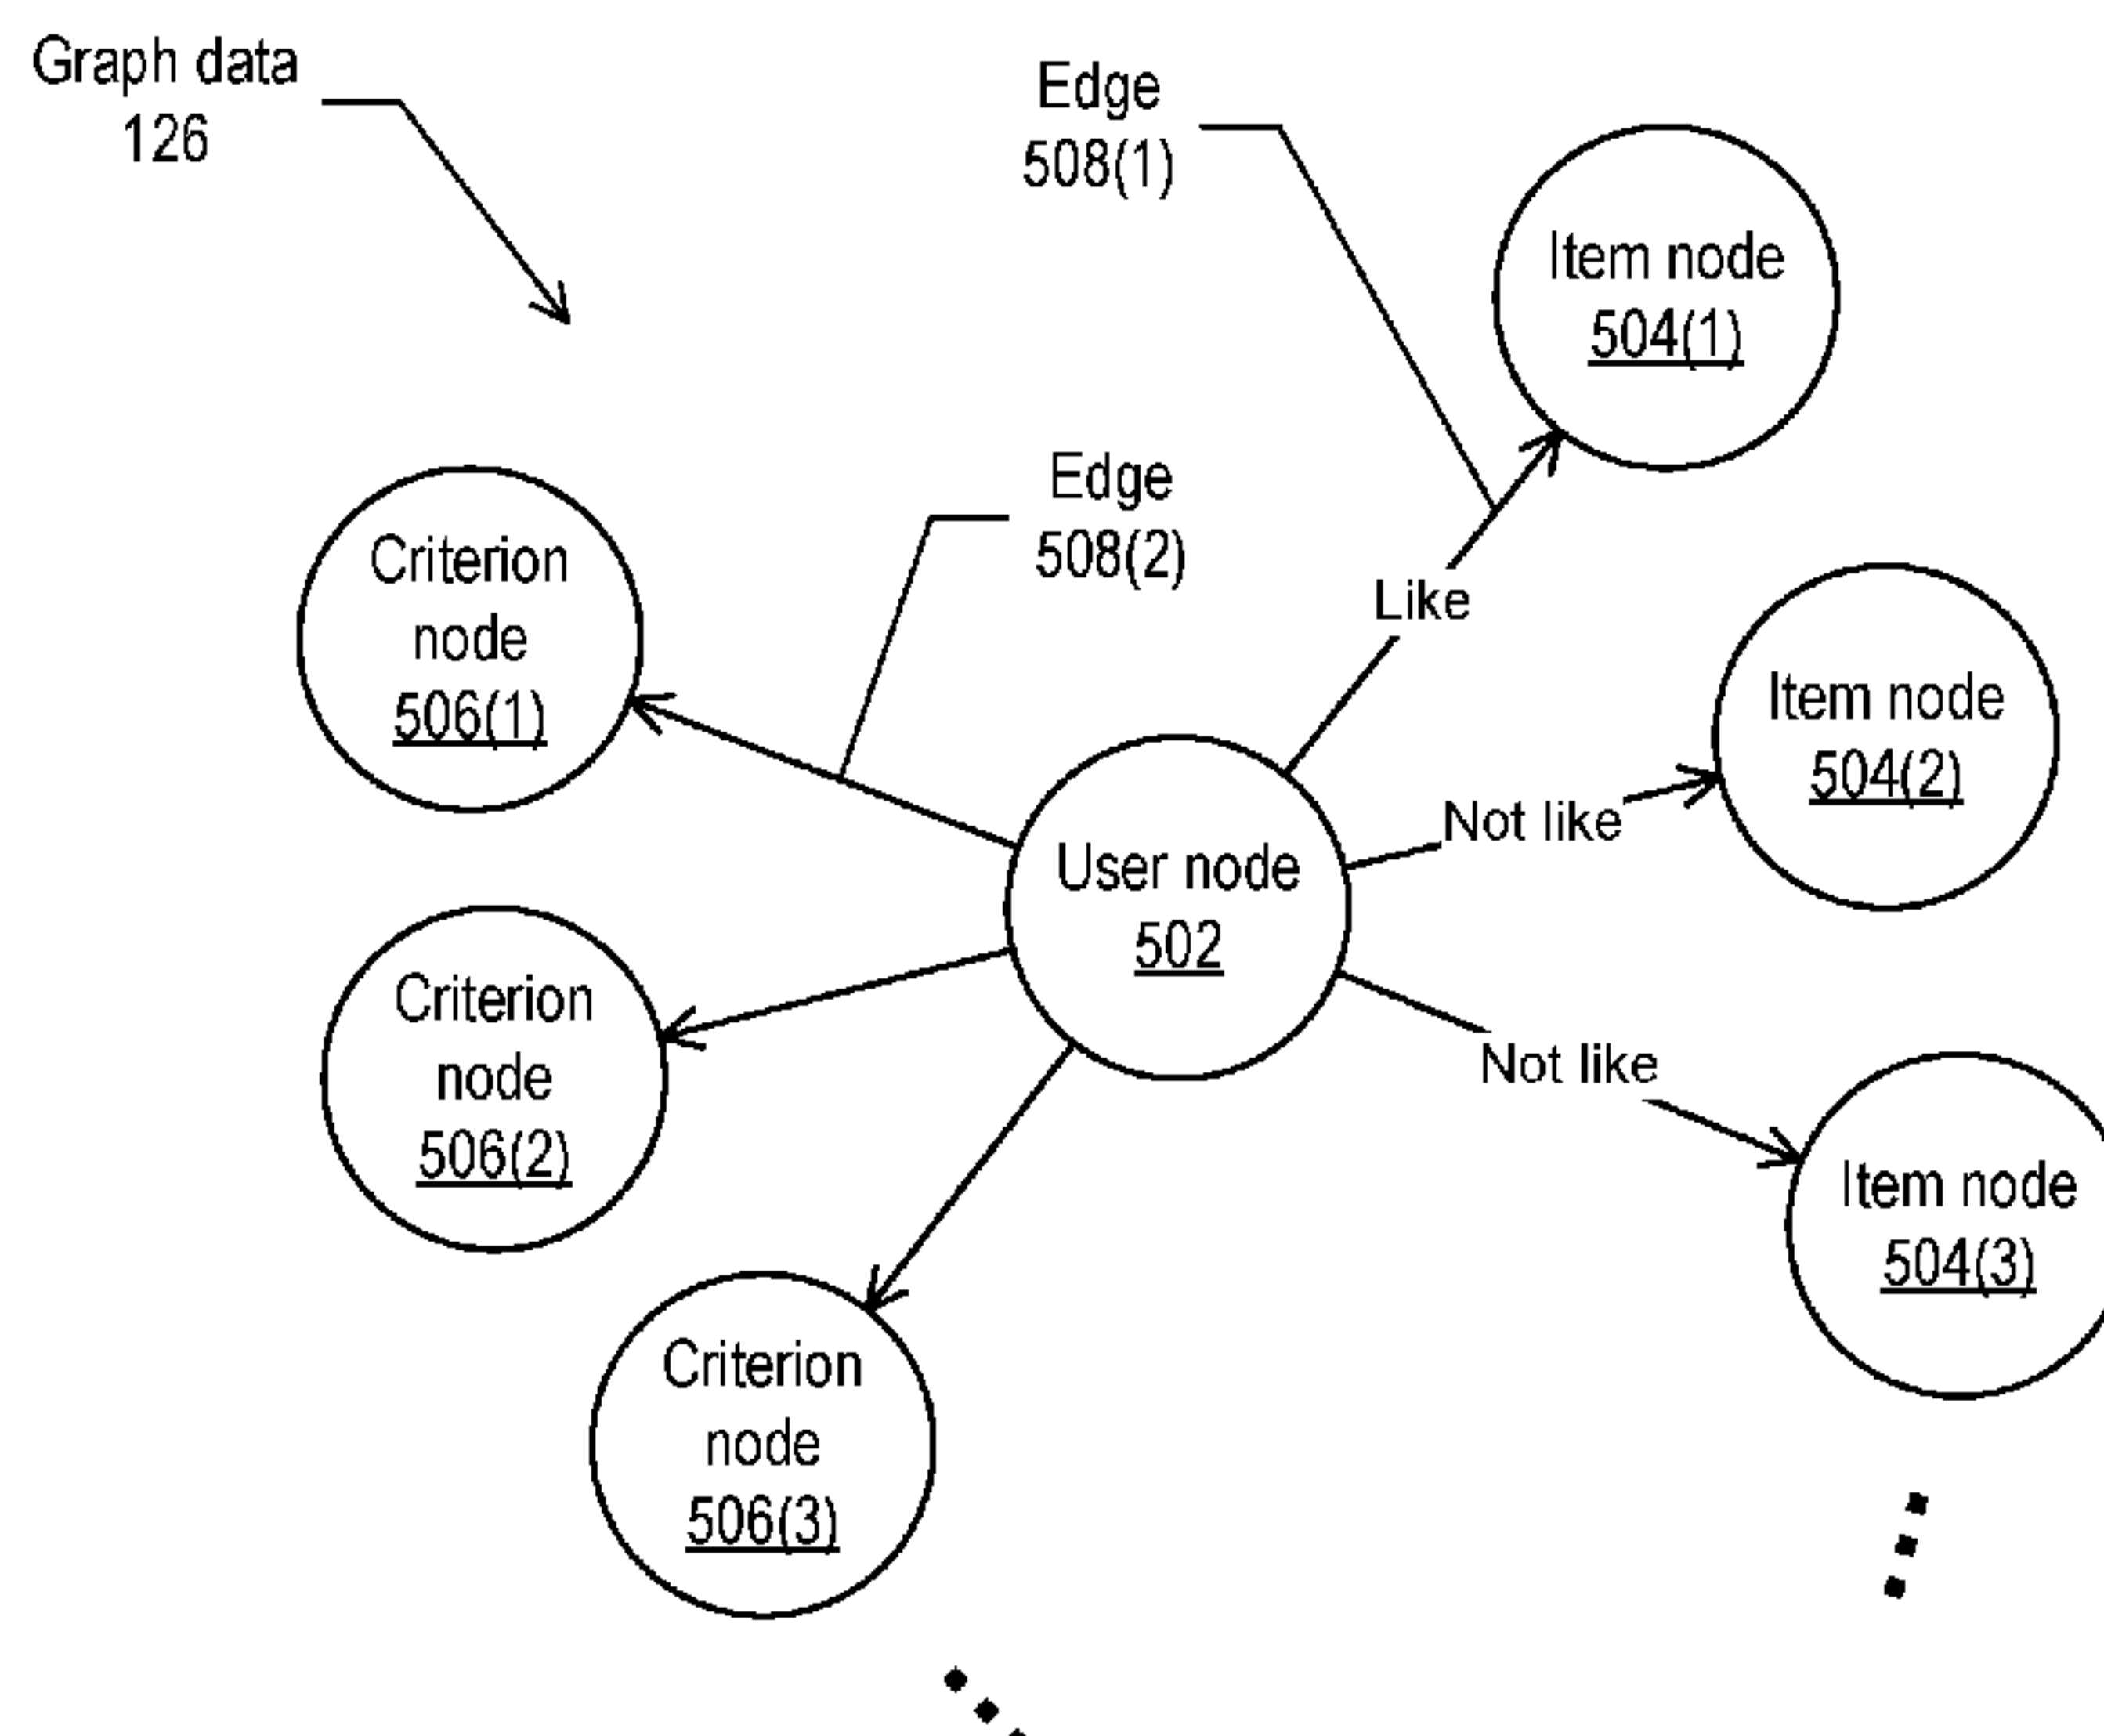 Graph data
126
Edge
508(1)
Item node
504(1)
Edge
508(2)
Criterion
node
506(1)
Like
Item node
504(2)
Not like
User node
502
Criterion
node
506(2)
Not like
Item node
504(3)
Criterion
node
506(3)